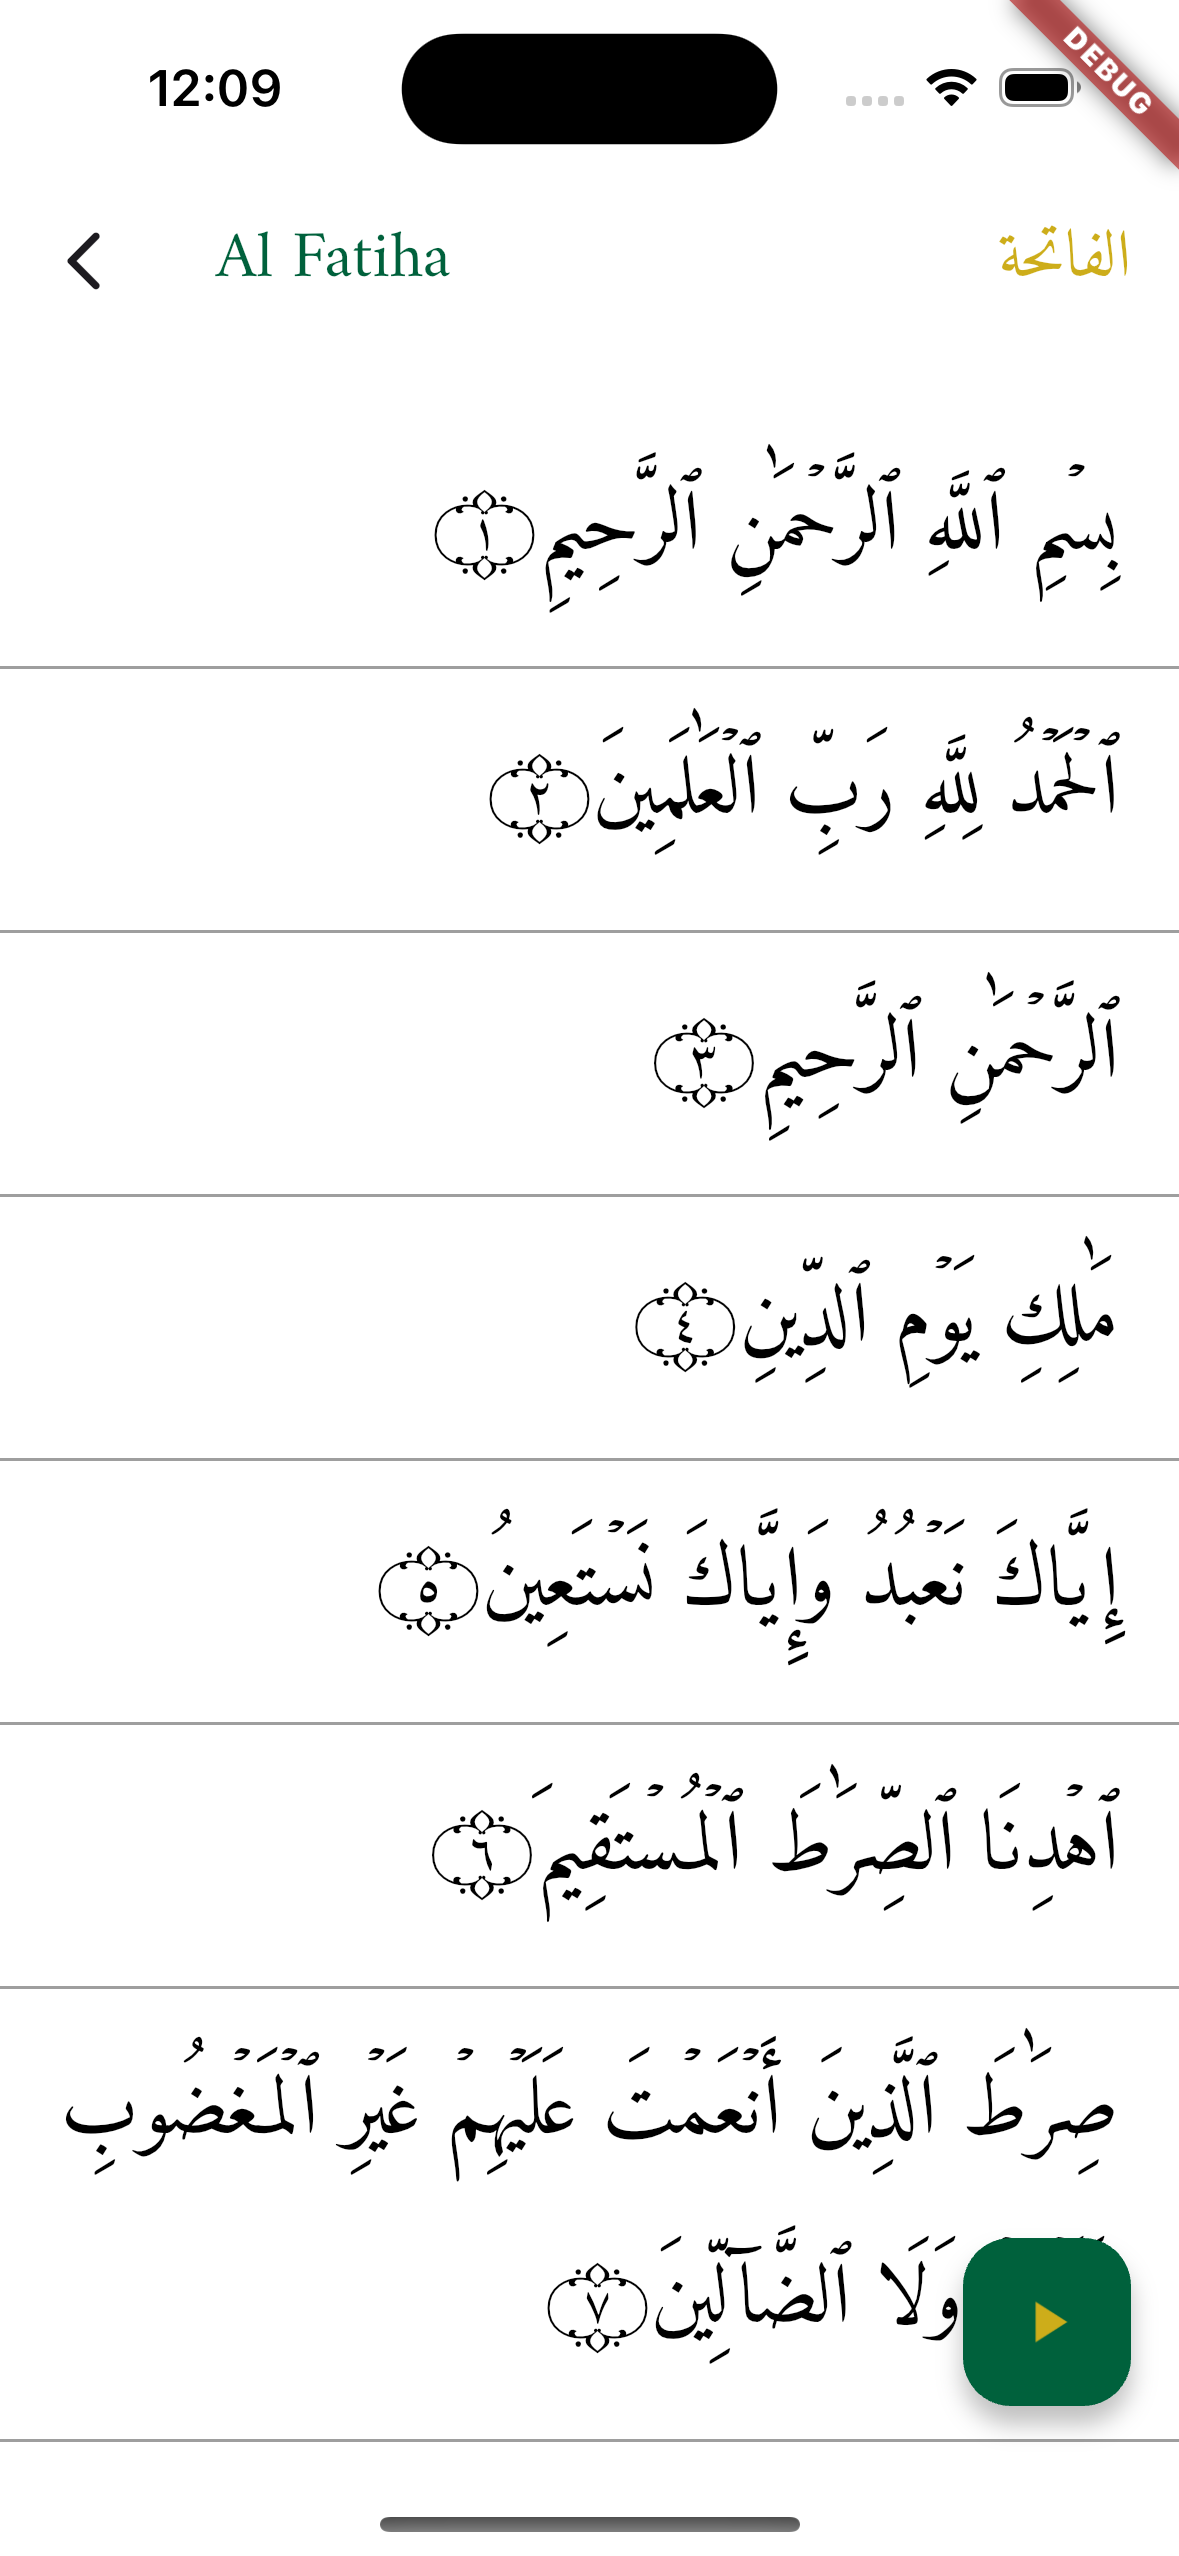 12:09
DEBUG
Al Fatiha
الفاتحة
بِسۡمِ ٱللَّهِ ٱلرَّحۡمَٰنِ ٱلرَّحِيمِ ١
ٱلۡحَمۡدُ لِلَّهِ رَبِّ ٱلۡعَٰلَمِينَ ٢
ٱلرَّحۡمَٰنِ ٱلرَّحِيمِ ٣
مَٰلِكِ يَوۡمِ ٱلدِّينِ ٤
إِيَّاكَ نَعۡبُدُ وَإِيَّاكَ نَسۡتَعِينُ ٥
ٱهۡدِنَا ٱلصِّرَٰطَ ٱلۡمُسۡتَقِيمَ ٦
صِرَٰطَ ٱلَّذِينَ أَنۡعَمۡتَ عَلَيۡهِمۡ غَيۡرِ ٱلۡمَغۡضُوبِ
وَلَا ٱلضَّآلِّينَ ٧